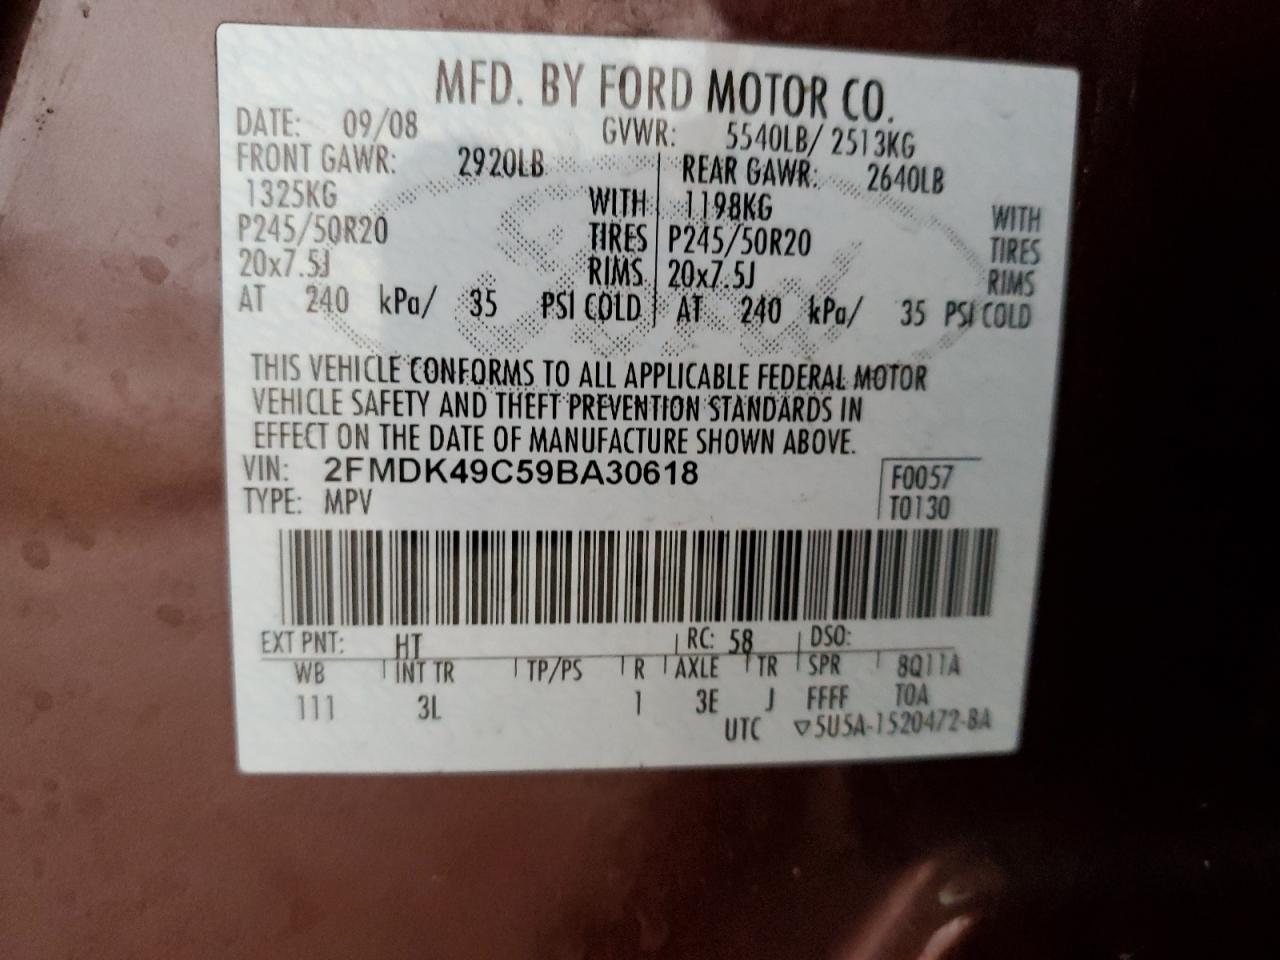 MFD. BY FORD MOTOR CO.
DATE: 09/08 GVWR: 5540LB/ 2513KG
FRONT GAWR: 2920LB REAR GAWR: 2640LB
1325KG WITH 1198KG WITH
P245/50R20 TIRES P245/50R20 TIRES
20x7.5J RIMS 20x7.5J RIMS
AT 240 kPa/ 35 PSI COLD AT 240 kPa/ 35 PSI COLD
THIS VEHICLE CONFORMS TO ALL APPLICABLE FEDERAL MOTOR
VEHICLE SAFETY AND THEFT PREVENTION STANDARDS IN
EFFECT ON THE DATE OF MANUFACTURE SHOWN ABOVE.
VIN: 2FMDK49C59BA30618 F0057
TYPE: MPV T0130
EXT PNT: HT RC: 58 DSO:
WB INT TR TP/PS R AXLE TR SPR 8Q11A
111 3L 1 3E J FFFF TOA
UTC ▽5U5A-1520472-BA